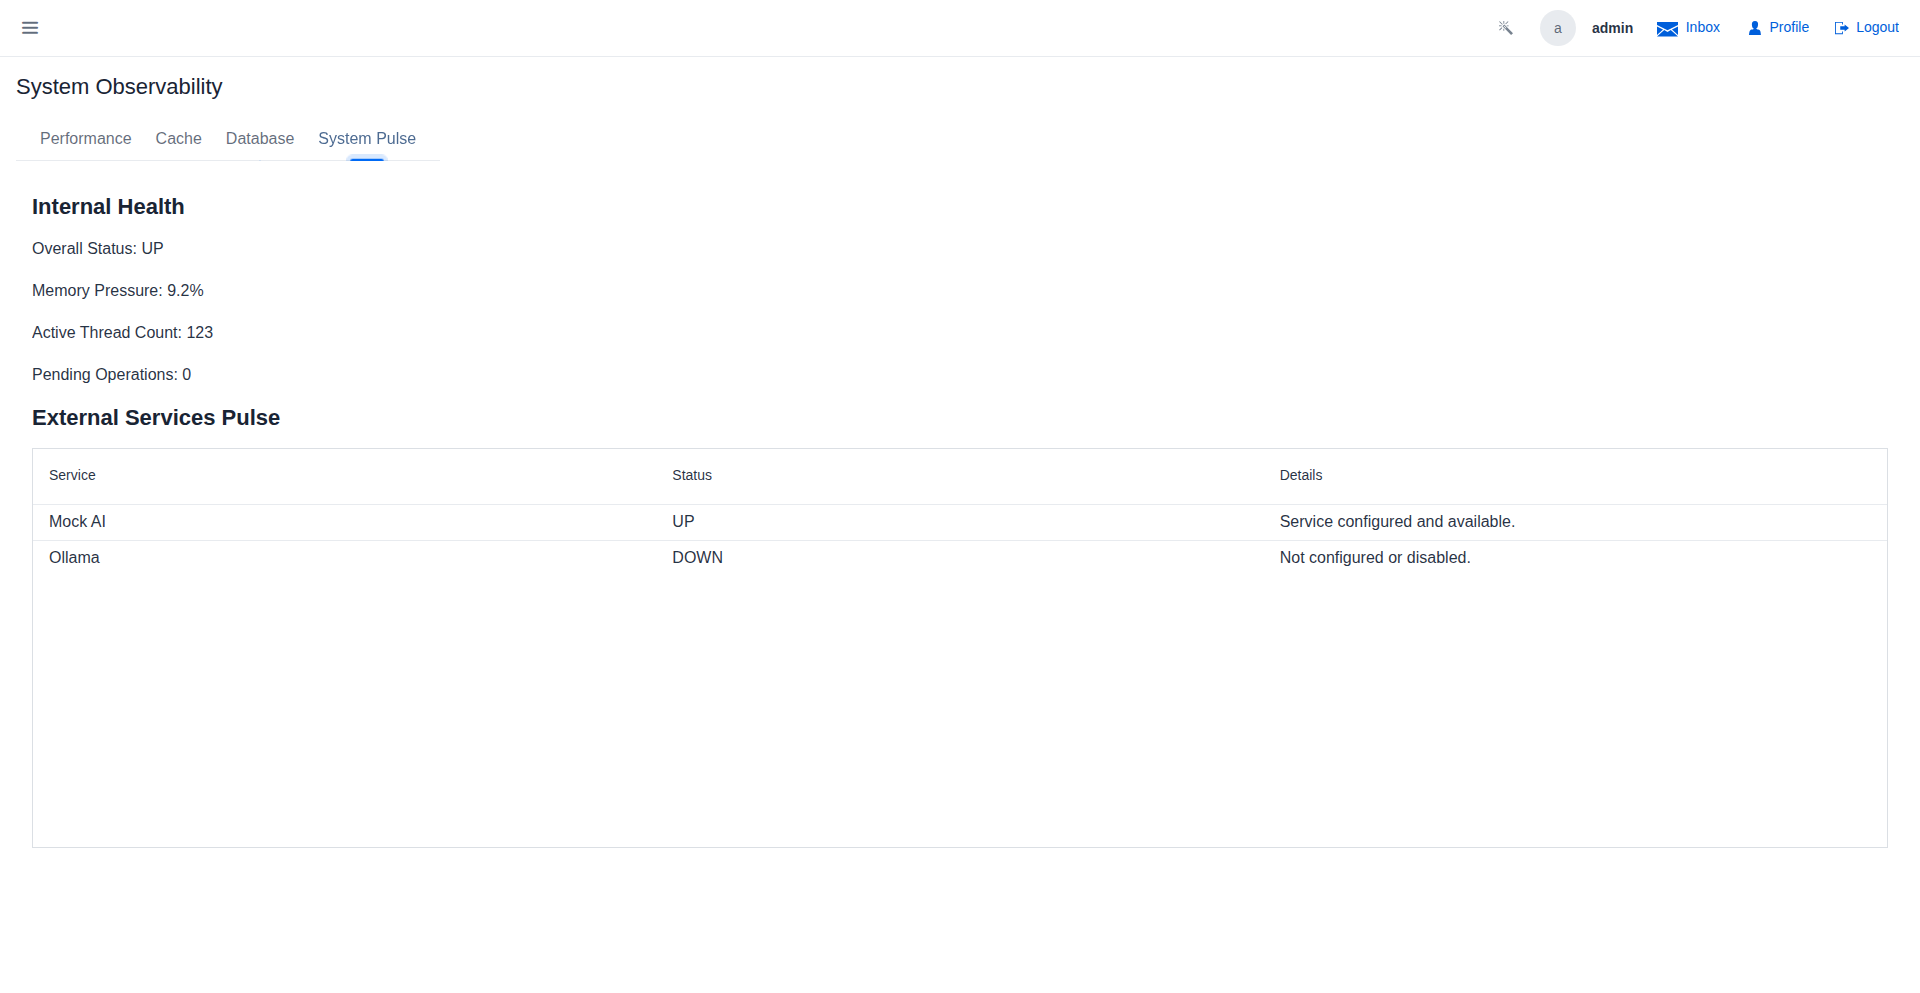 a admin Inbox Profile Logout
System Observability
Performance Cache Database System Pulse
Internal Health
Overall Status: UP
Memory Pressure: 9.2%
Active Thread Count: 123
Pending Operations: 0
External Services Pulse
Service Status Details
Mock AI UP Service configured and available.
Ollama DOWN Not configured or disabled.